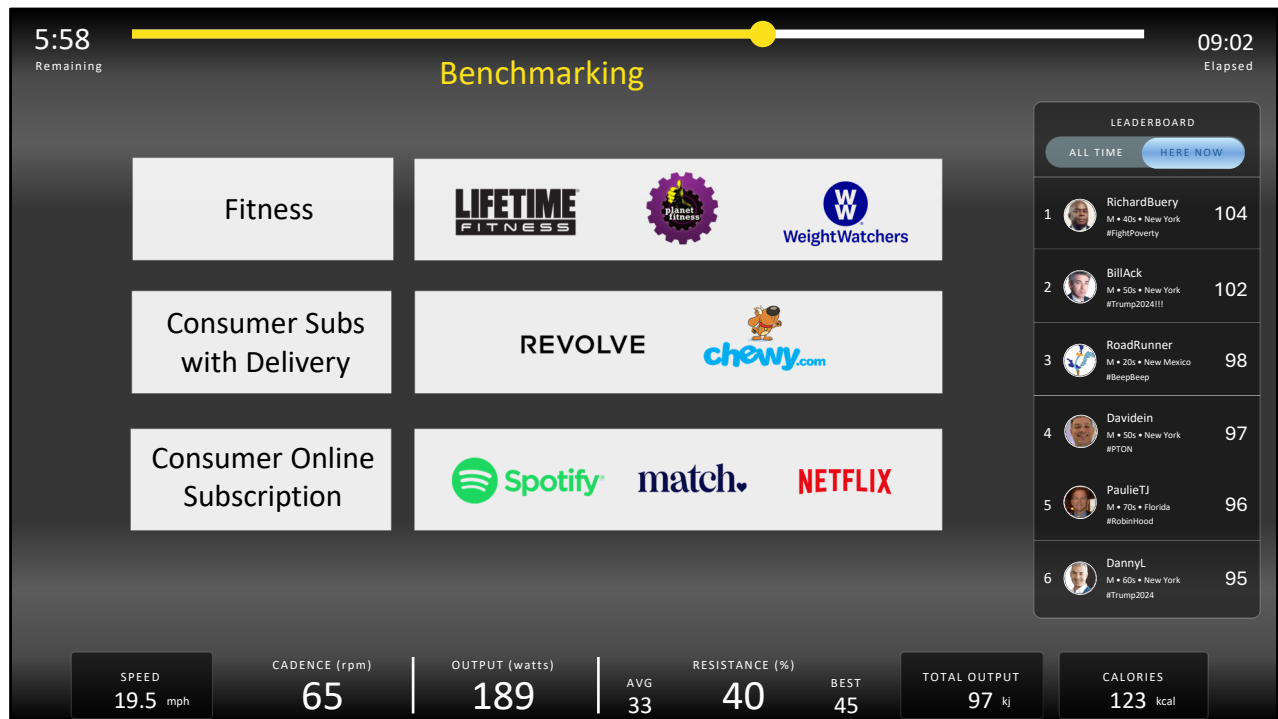 5:58
Remaining
09:02
Elapsed
Benchmarking
Fitness
LIFETIME
FITNESS
planet
fitness
W
W
WeightWatchers
Consumer Subs
with Delivery
REVOLVE
chewy.com
Consumer Online
Subscription
Spotify
match
NETFLIX
LEADERBOARD
ALL TIME
HERE NOW
1
RichardBuery
M • 40s • New York
#FightPoverty
104
2
BillAck
M • 50s • New York
#Trump2024!!!
102
3
RoadRunner
M • 20s • New Mexico
#BeepBeep
98
4
Davidein
M • 50s • New York
#PTON
97
5
PaulieTJ
M • 70s • Florida
#RobinHood
96
6
DannyL
M • 60s • New York
#Trump2024
95
SPEED
19.5 mph
CADENCE (rpm)
65
OUTPUT (watts)
189
RESISTANCE (%)
AVG
33
40
BEST
45
TOTAL OUTPUT
97 kj
CALORIES
123 kcal